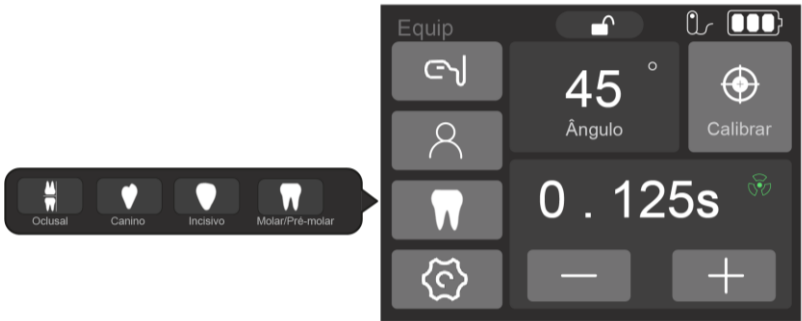 Equip
45 °
Ângulo
Calibrar
0 . 125s
Oclusal
Canino
Incisivo
Molar/Pré-molar